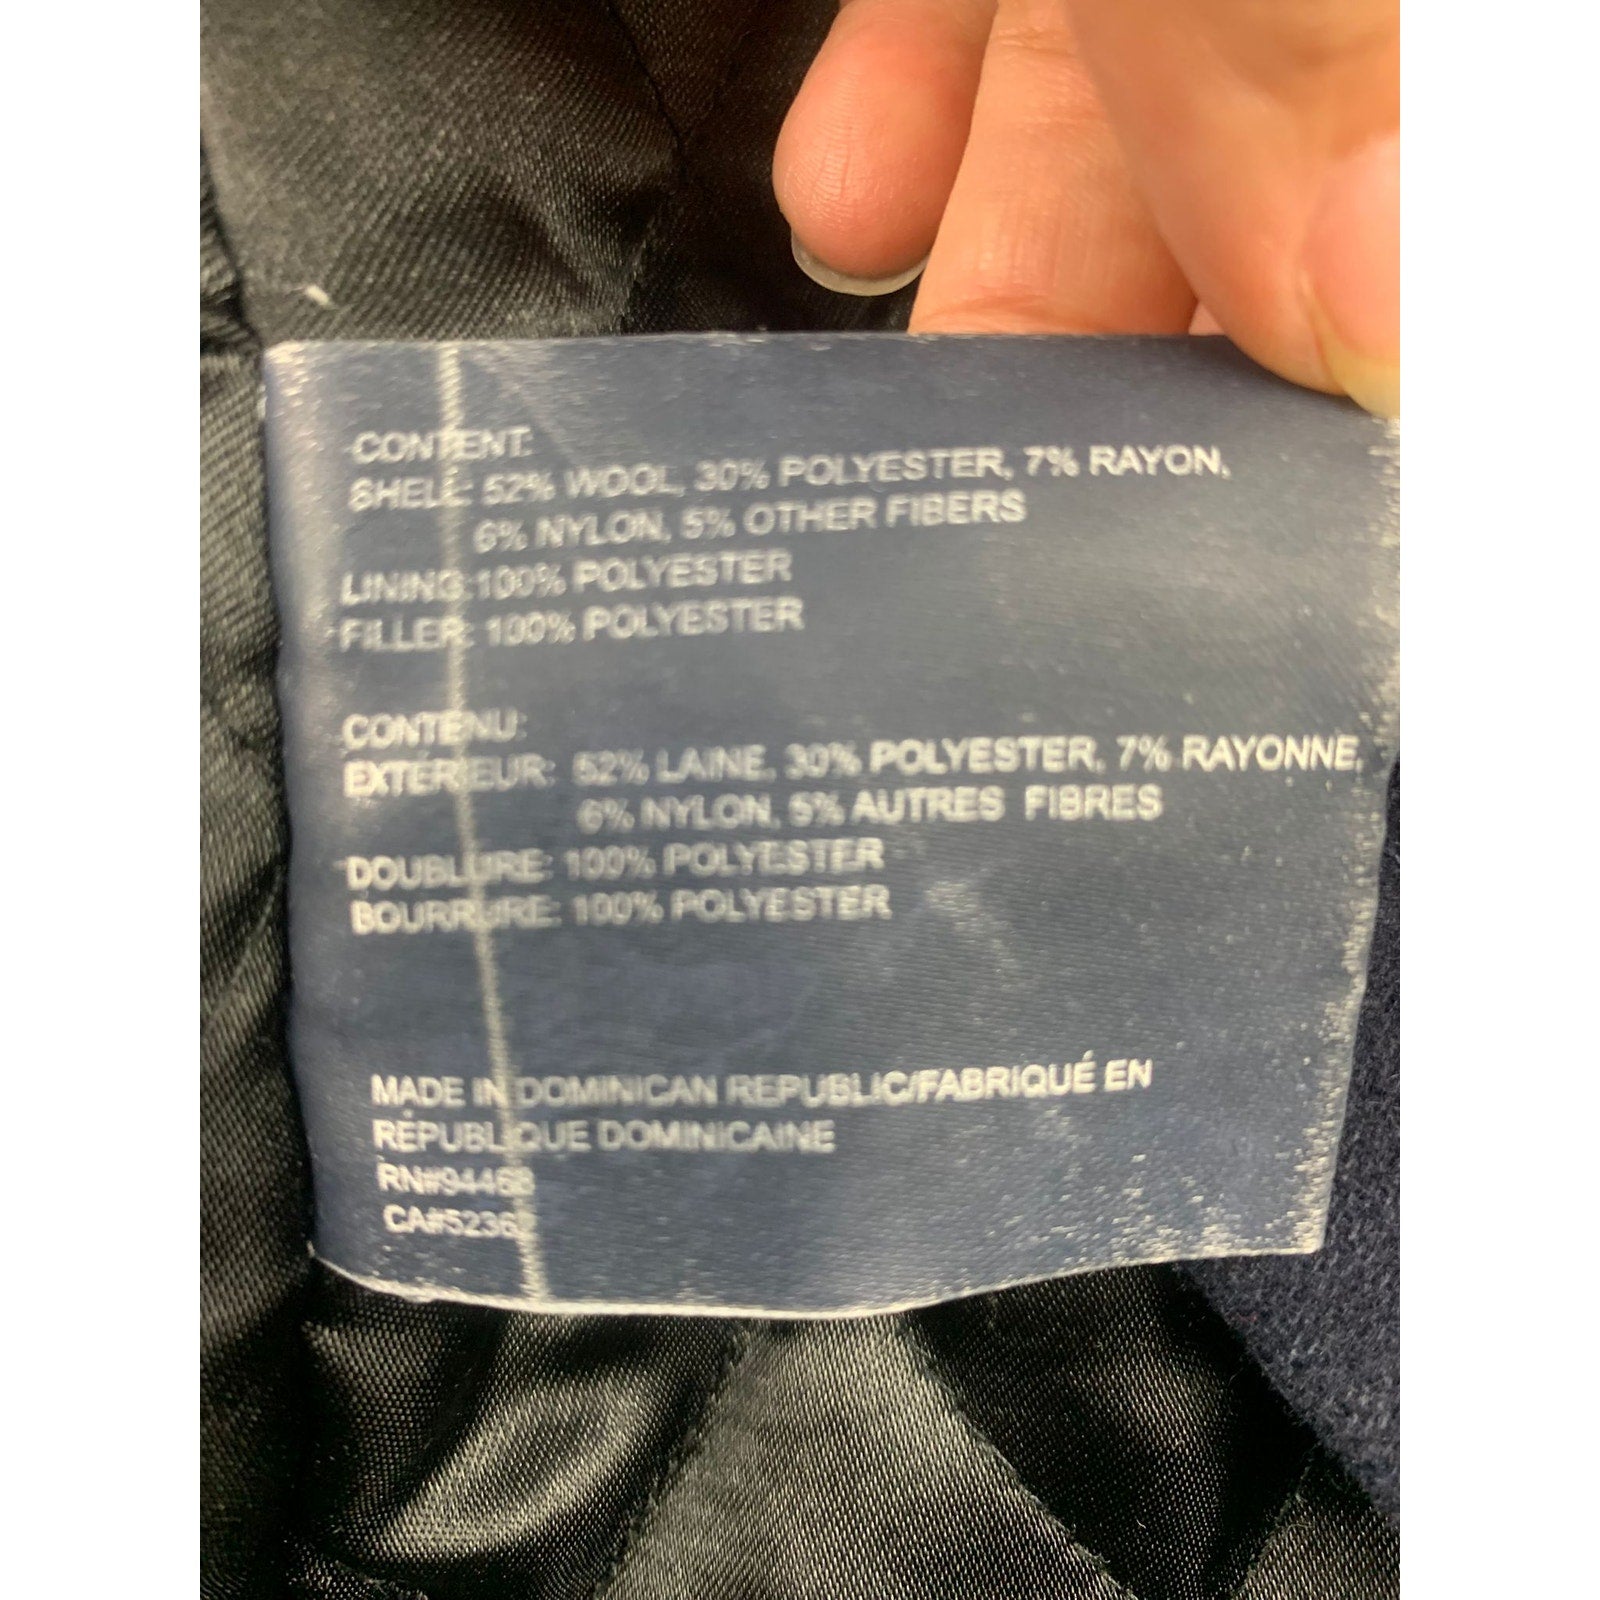 CONTENT:
SHELL: 52% WOOL, 30% POLYESTER, 7% RAYON,
6% NYLON, 5% OTHER FIBERS
LINING:100% POLYESTER
FILLER: 100% POLYESTER
CONTENU:
EXTÉRIEUR: 52% LAINE, 30% POLYESTER, 7% RAYONNE,
6% NYLON, 5% AUTRES FIBRES
DOUBLURE: 100% POLYESTER
BOURRURE: 100% POLYESTER
MADE IN DOMINICAN REPUBLIC/FABRIQUÉ EN
RÉPUBLIQUE DOMINICAINE